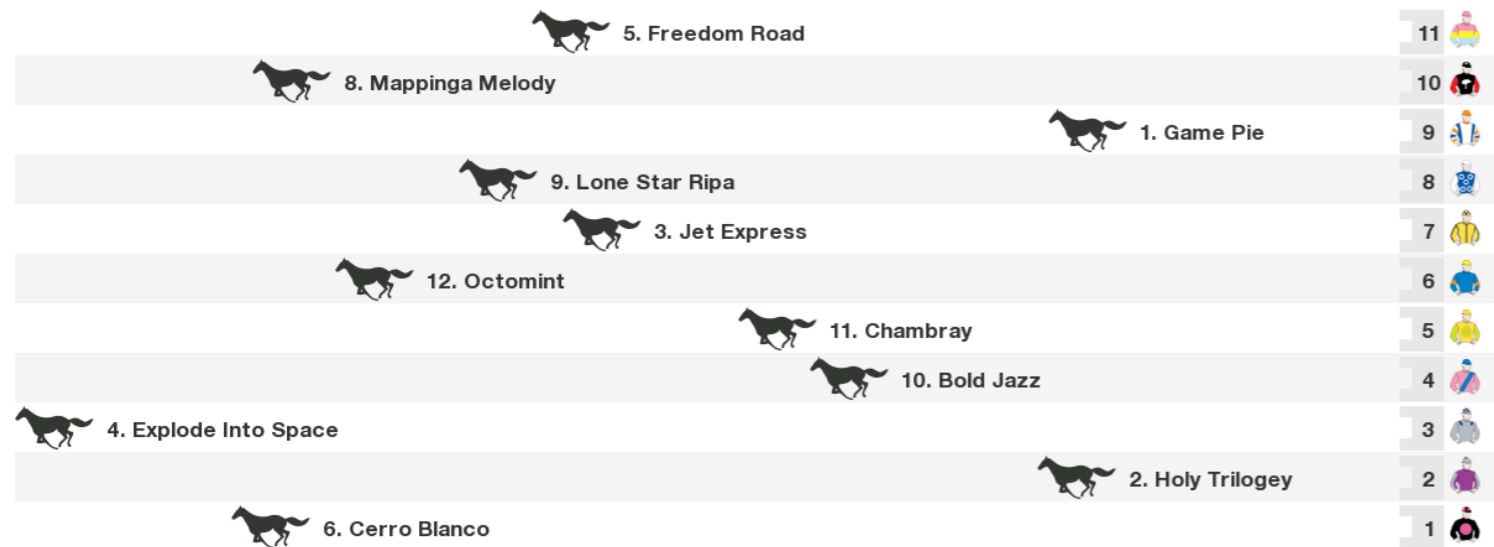 5. Freedom Road 11
8. Mappinga Melody 10
1. Game Pie 9
9. Lone Star Ripa 8
3. Jet Express 7
12. Octomint 6
11. Chambray 5
10. Bold Jazz 4
4. Explode Into Space 3
2. Holy Trilogey 2
6. Cerro Blanco 1